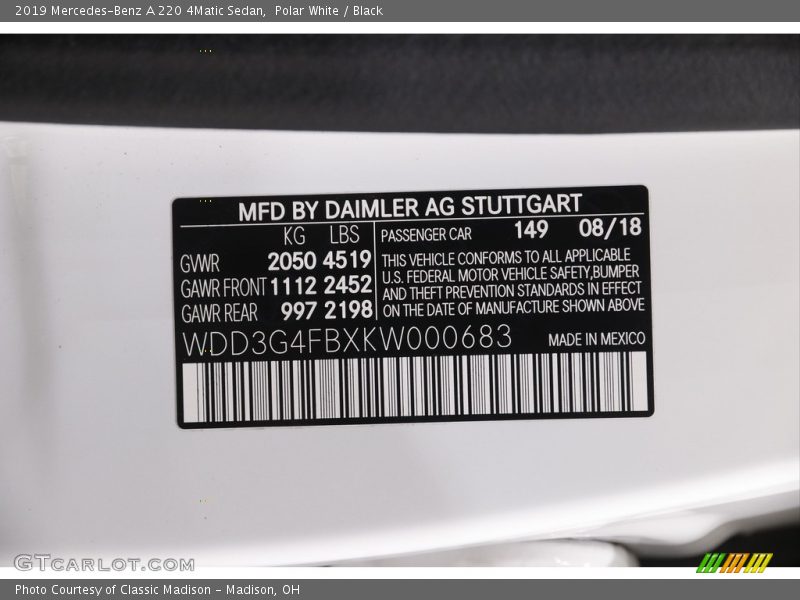 2019 Mercedes-Benz A 220 4Matic Sedan,  Polar White / Black
MFD BY DAIMLER AG STUTTGART
KG LBS PASSENGER CAR 149 08/18
GVWR 2050 4519
GAWR FRONT 1112 2452
GAWR REAR 997 2198
THIS VEHICLE CONFORMS TO ALL APPLICABLE
U.S. FEDERAL MOTOR VEHICLE SAFETY,BUMPER
AND THEFT PREVENTION STANDARDS IN EFFECT
ON THE DATE OF MANUFACTURE SHOWN ABOVE
WDD3G4FBXKW000683 MADE IN MEXICO
GTCARLOT.COM
Photo Courtesy of Classic Madison - Madison, OH